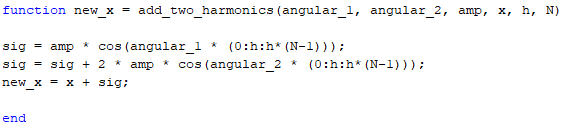 function new_x = add_two_harmonics(angular_1, angular_2, amp, x, h, N)
sig = amp * cos(angular_1 * (0:h:h*(N-1)));
sig = sig + 2 * amp * cos(angular_2 * (0:h:h*(N-1)));
new_x = x + sig;
end